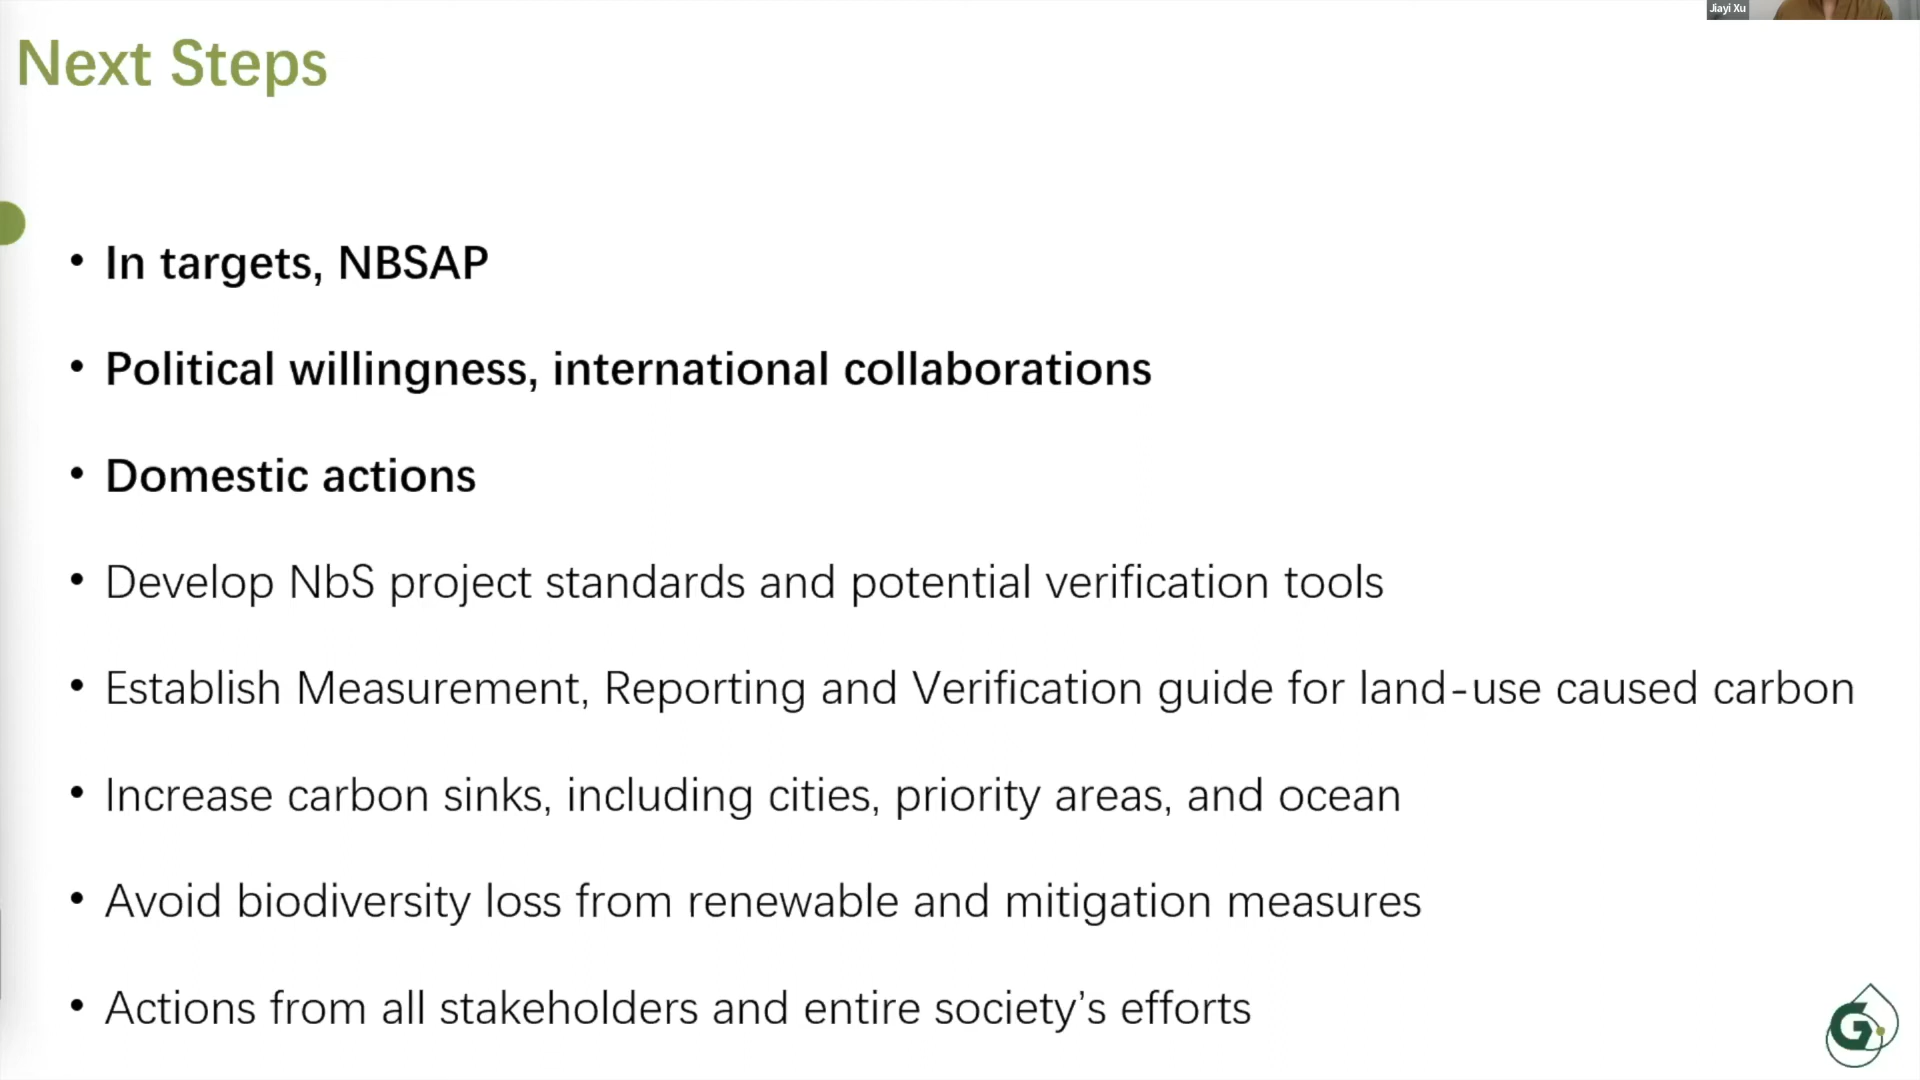 Jiayi Xu
Next Steps
• In targets, NBSAP
• Political willingness, international collaborations
• Domestic actions
• Develop NbS project standards and potential verification tools
• Establish Measurement, Reporting and Verification guide for land-use caused carbon
• Increase carbon sinks, including cities, priority areas, and ocean
• Avoid biodiversity loss from renewable and mitigation measures
• Actions from all stakeholders and entire society’s efforts